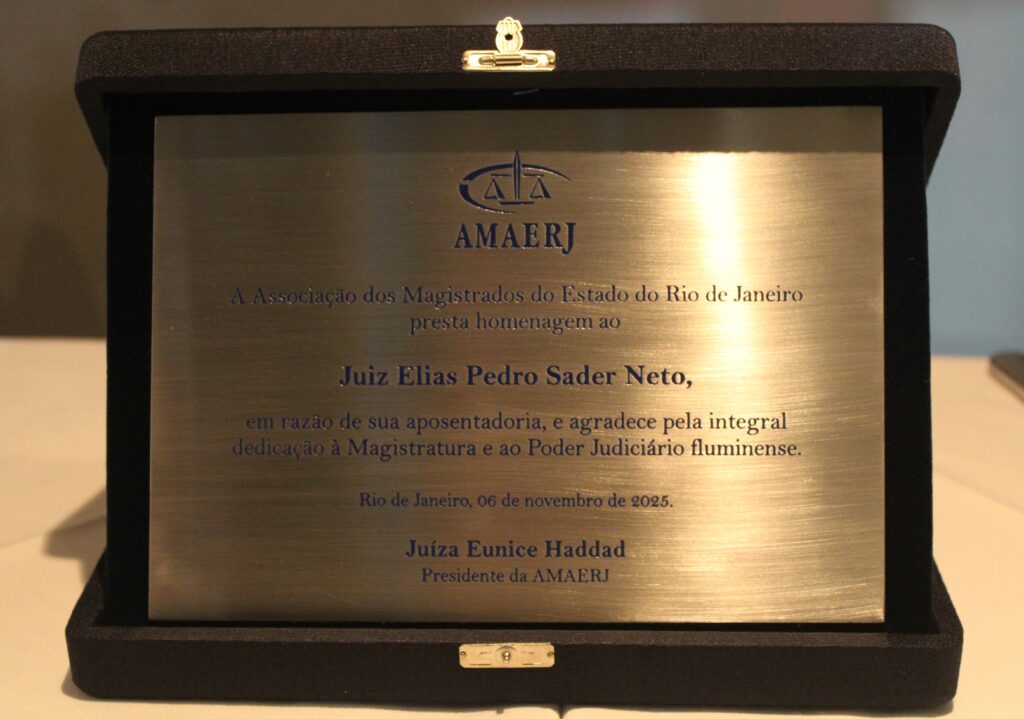 AMAERJ
A Associação dos Magistrados do Estado do Rio de Janeiro
presta homenagem ao
Juiz Elias Pedro Sader Neto,
em razão de sua aposentadoria, e agradece pela integral
dedicação à Magistratura e ao Poder Judiciário fluminense.
Rio de Janeiro, 06 de novembro de 2025.
Juíza Eunice Haddad
Presidente da AMAERJ